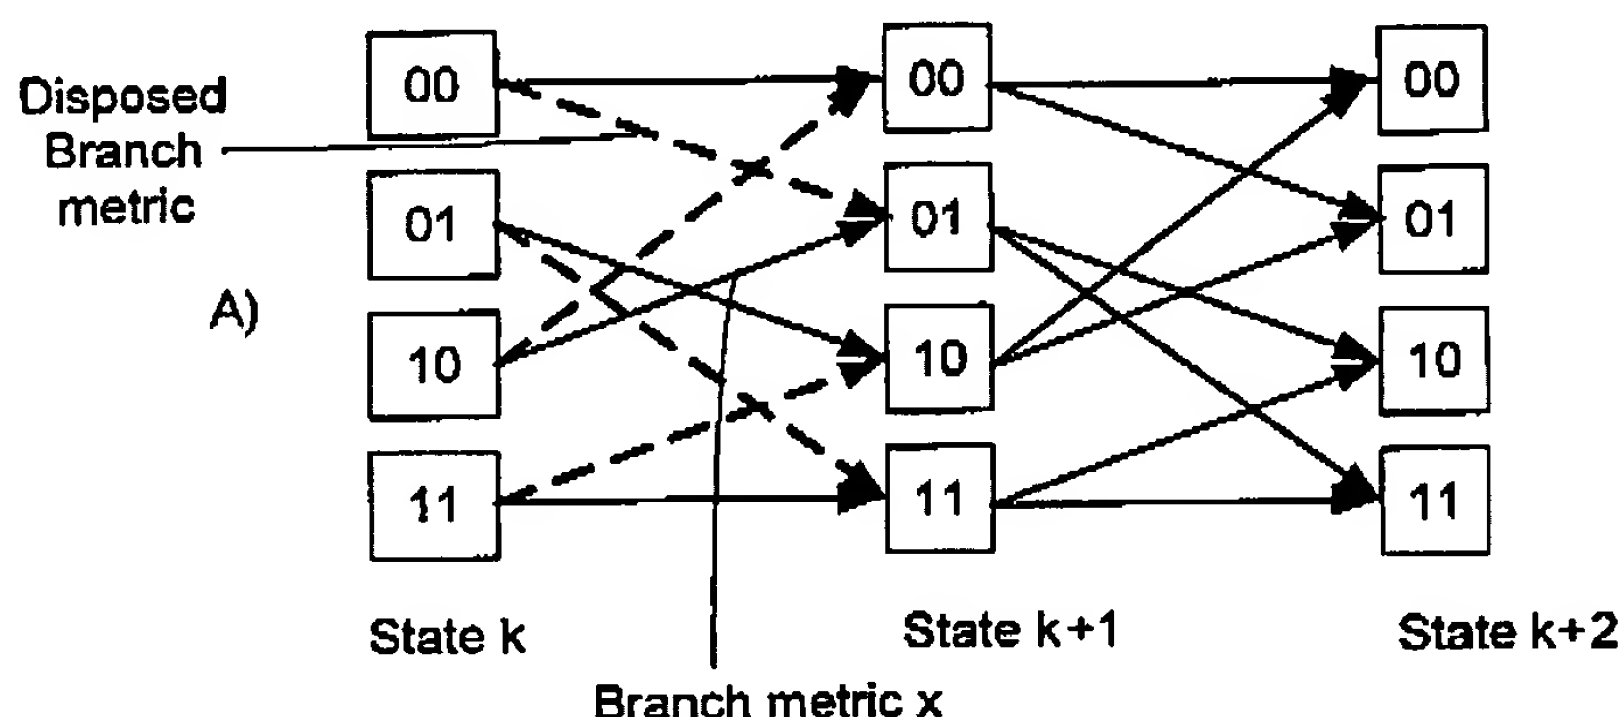 Disposed
Branch
metric
A)
00
01
10
11
00
01
10
11
00
01
10
11
State k
State k+1
State k+2
Branch metric x